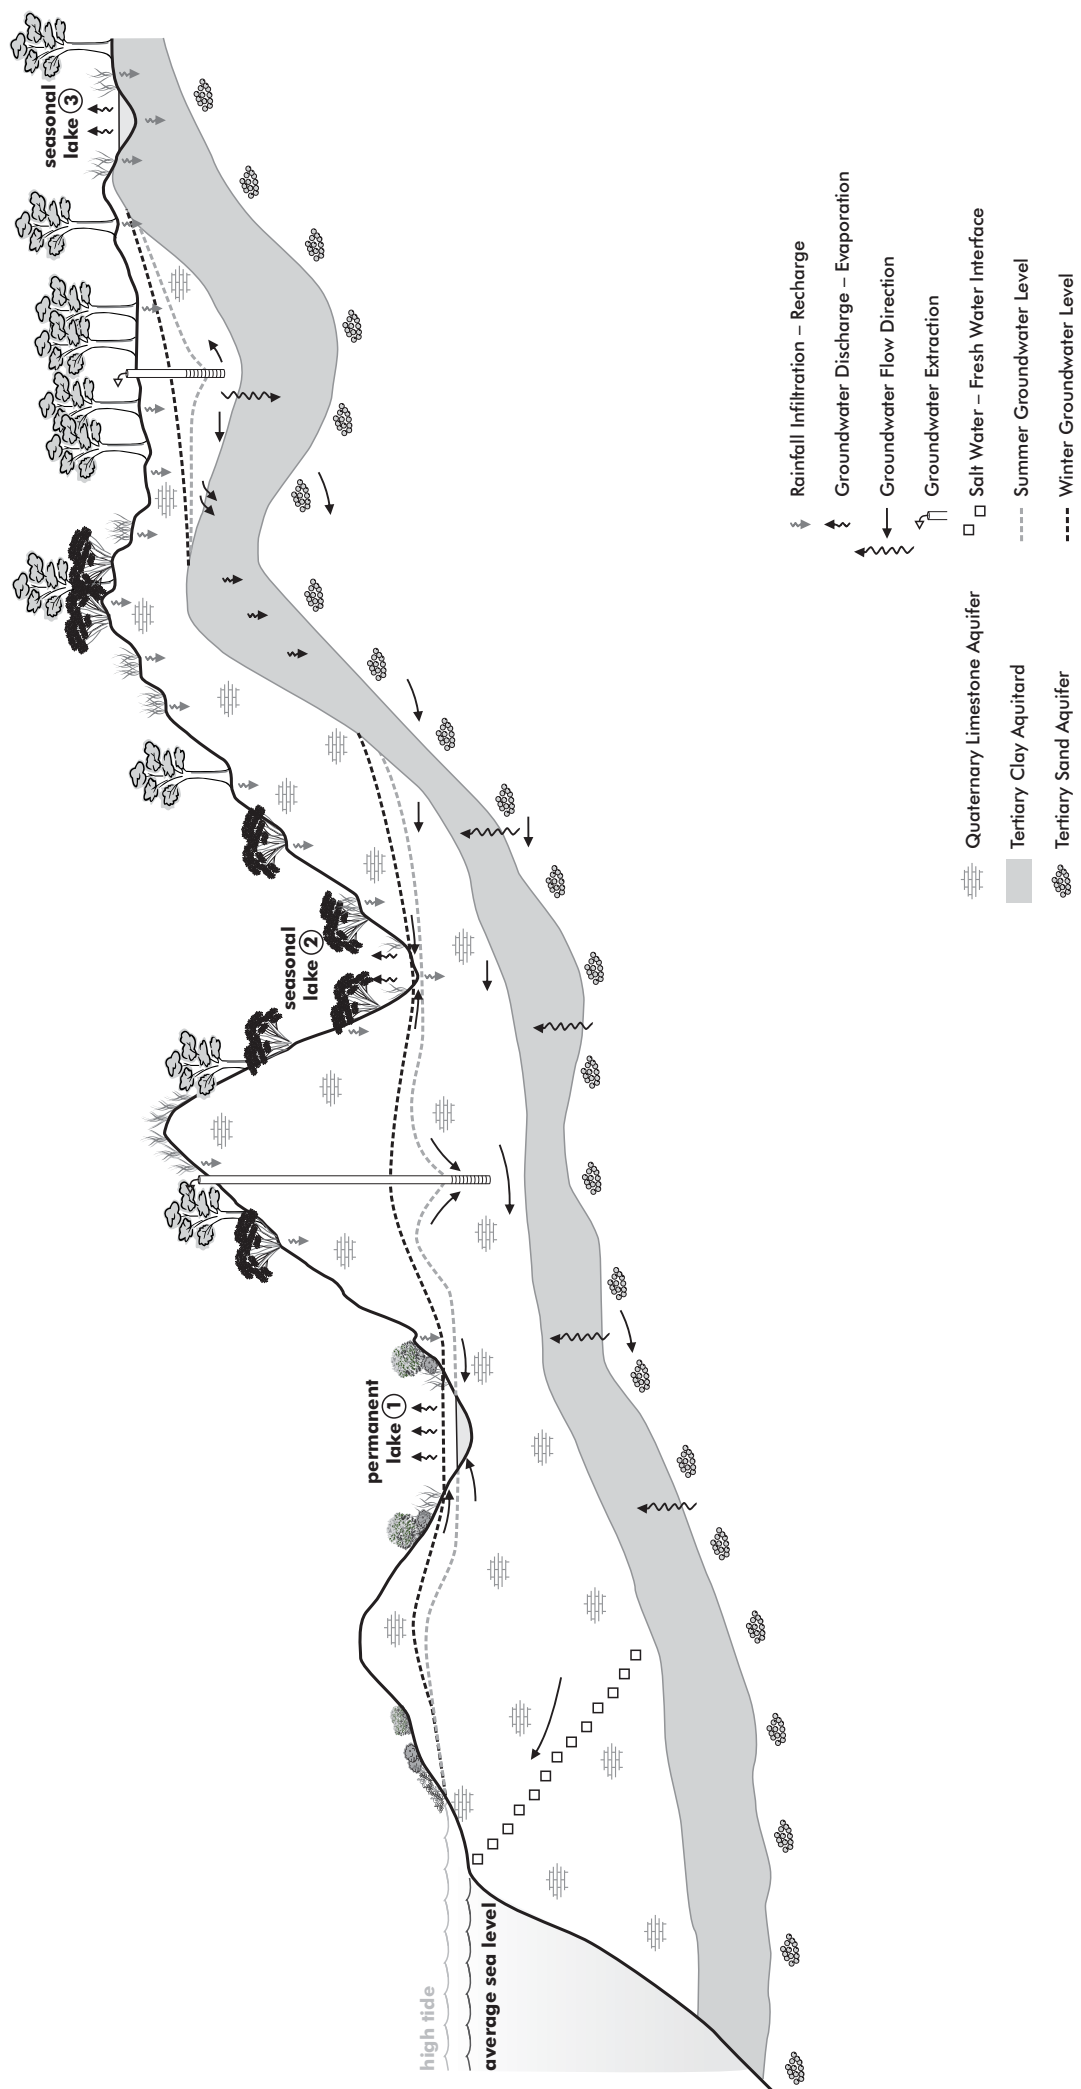 seasonal
lake ③
seasonal
lake ②
permanent
lake ①
high tide
average sea level
Quaternary Limestone Aquifer
Tertiary Clay Aquitard
Tertiary Sand Aquifer
Rainfall Infiltration – Recharge
Groundwater Discharge – Evaporation
Groundwater Flow Direction
Groundwater Extraction
Salt Water – Fresh Water Interface
Summer Groundwater Level
Winter Groundwater Level